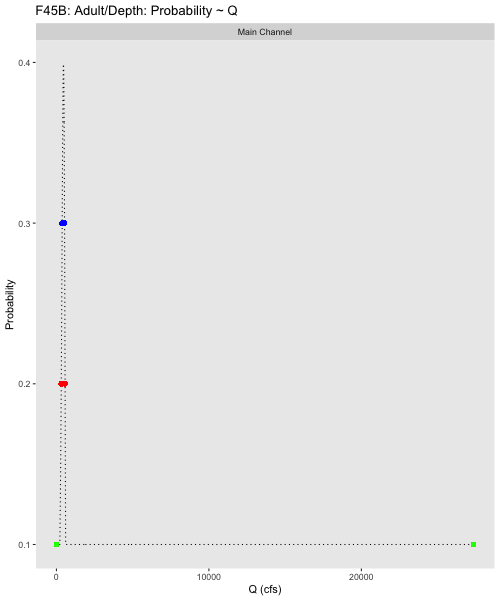 F45B: Adult/Depth: Probability ~ Q
Main Channel
0.4
0.3
0.2
0.1
Probability
0
10000
20000
Q (cfs)